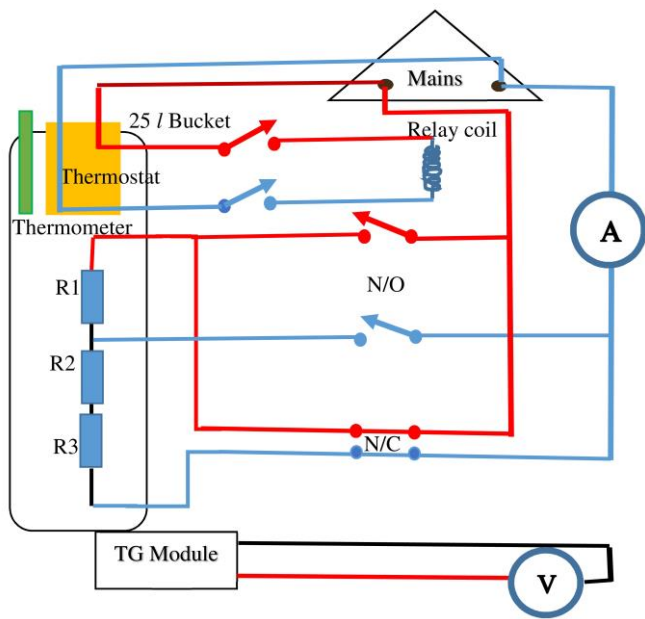 Mains
25 l Bucket
Relay coil
Thermostat
Thermometer
A
R1
N/O
R2
R3
N/C
TG Module
V